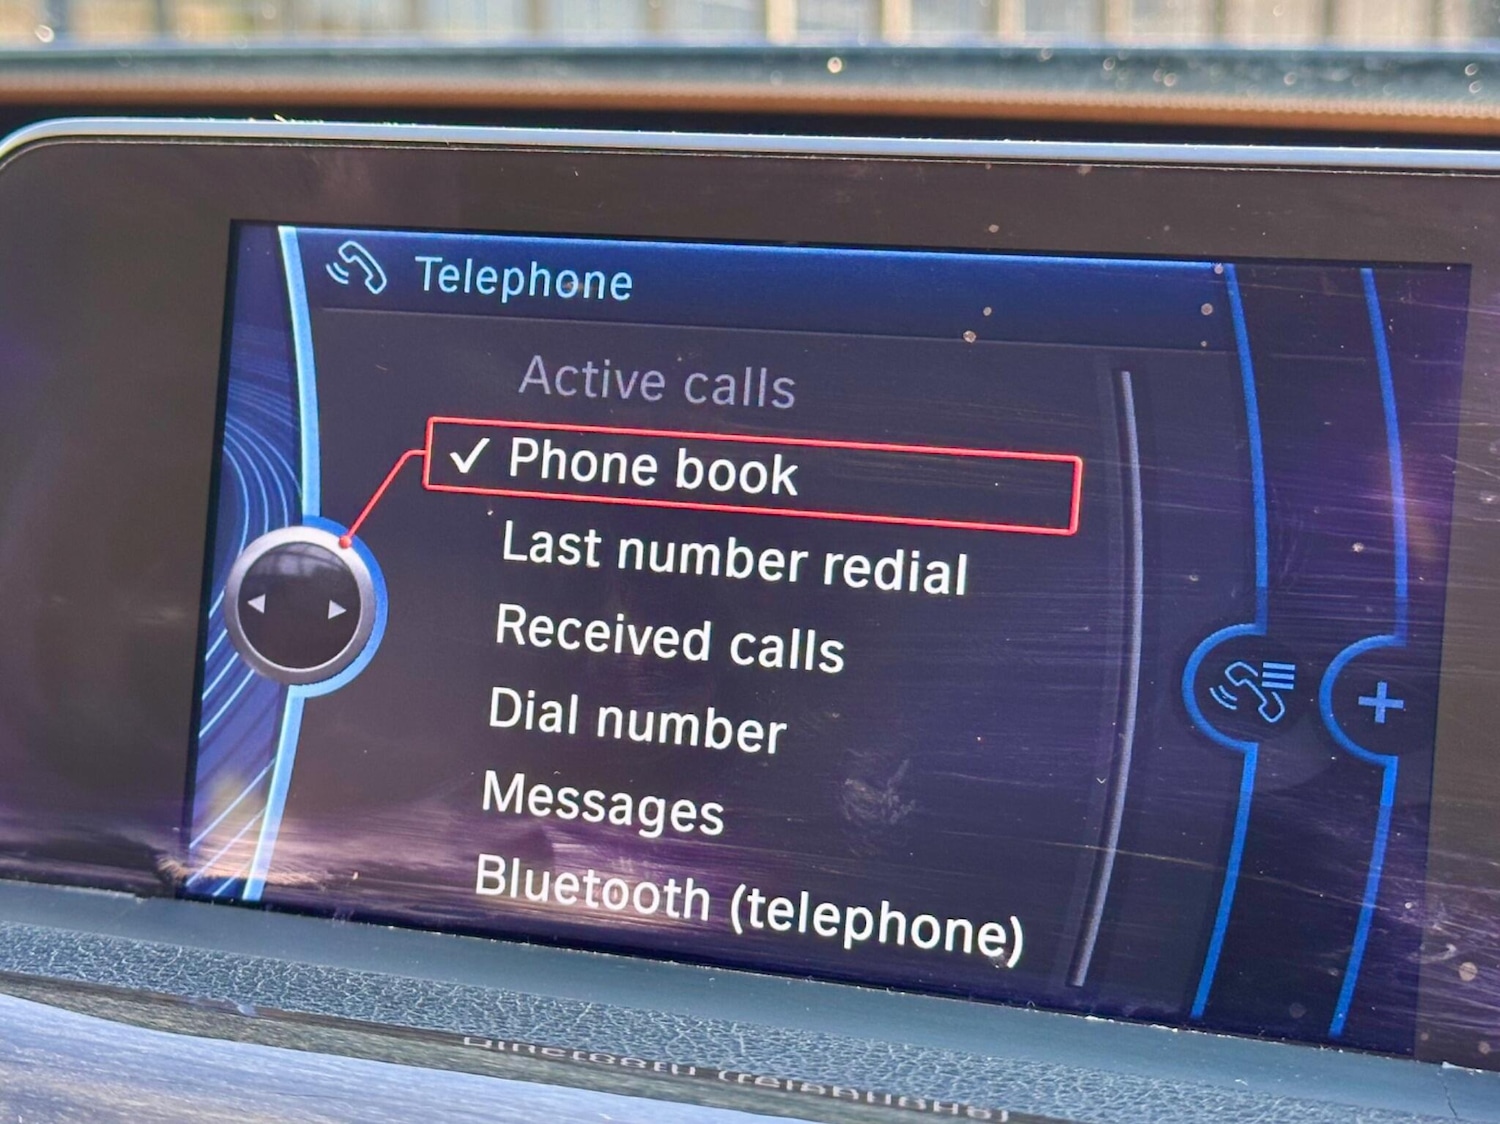 Telephone
Active calls
✓ Phone book
Last number redial
Received calls
Dial number
Messages
Bluetooth (telephone)